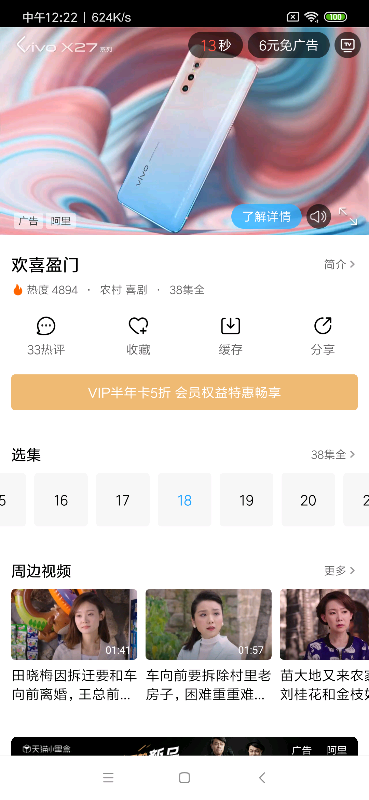 中午12:22 | 624K/s
100
vivo X27 系列
13秒
6元免广告
TV
vivo
广告
阿里
了解详情
欢喜盈门
简介
热度 4894 · 农村 喜剧 · 38集全
33热评
收藏
缓存
分享
VIP半年卡5折 会员权益特惠畅享
选集
38集全
5
16
17
18
19
20
2
周边视频
更多
01:41
01:57
田晓梅因拆迁要和车
向前离婚，王总前...
车向前要拆除村里老
房子，困难重重难...
苗大地又来农家
刘桂花和金枝如
天猫小黑盒
新品
广告
阿里